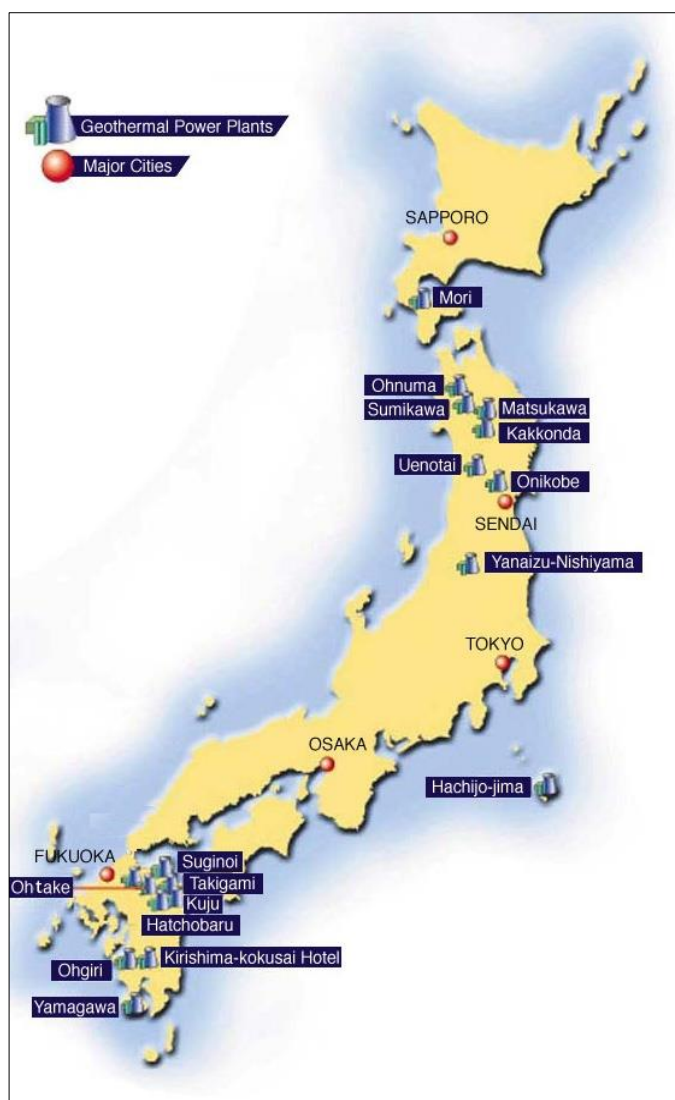 Geothermal Power Plants
Major Cities
SAPPORO
Mori
Ohnuma
Sumikawa
Matsukawa
Kakkonda
Uenotai
Onikobe
SENDAI
Yanaizu-Nishiyama
TOKYO
OSAKA
Hachijo-jima
FUKUOKA
Suginoi
Ohtake
Takigami
Kuju
Hatchobaru
Ohgiri
Kirishima-kokusai Hotel
Yamagawa